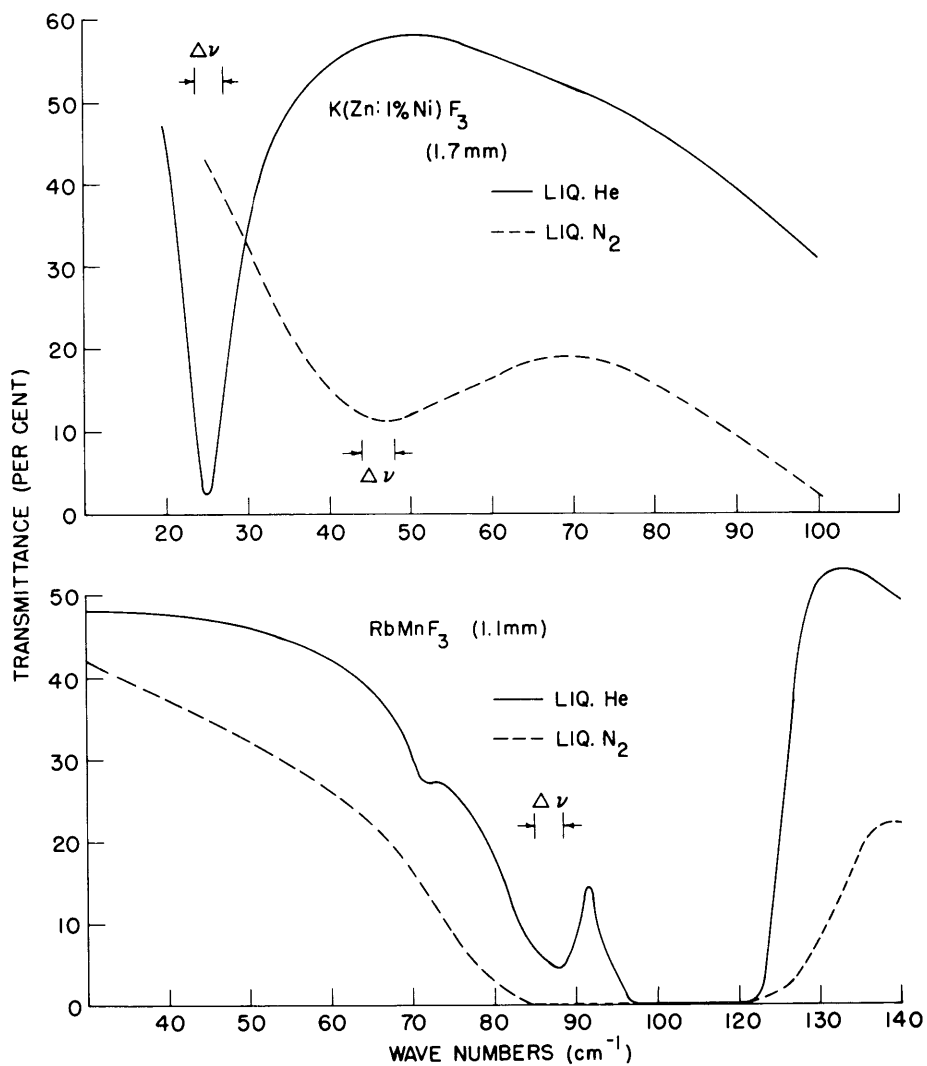 TRANSMITTANCE (PER CENT)
60
50
40
30
20
10
0
Δν
K(Zn:1%Ni)F3
(1.7mm)
LIQ. He
LIQ. N2
Δν
20 30 40 50 60 70 80 90 100
50
40
30
20
10
0
RbMnF3 (1.1mm)
LIQ. He
LIQ. N2
Δν
40 50 60 70 80 90 100 120 130 140
WAVE NUMBERS (cm-1)